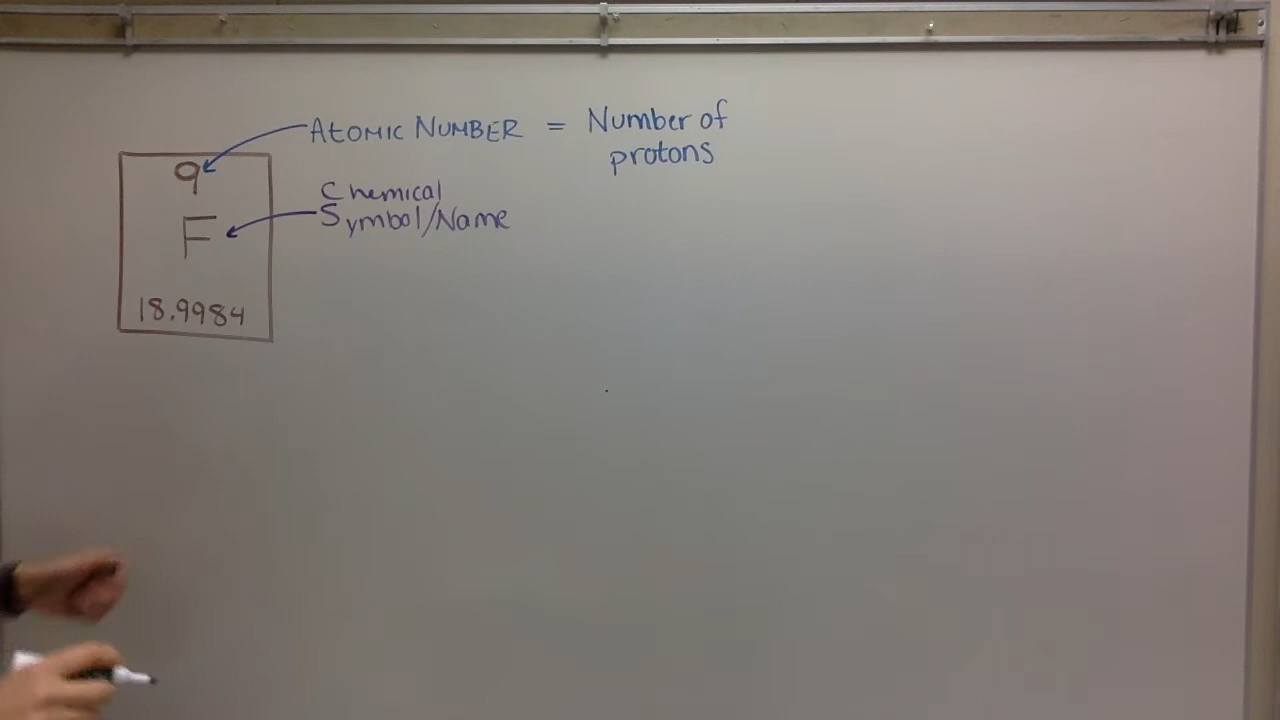 ATOMIC NUMBER = Number of
protons
9
Chemical
Symbol/Name
F
18.9984